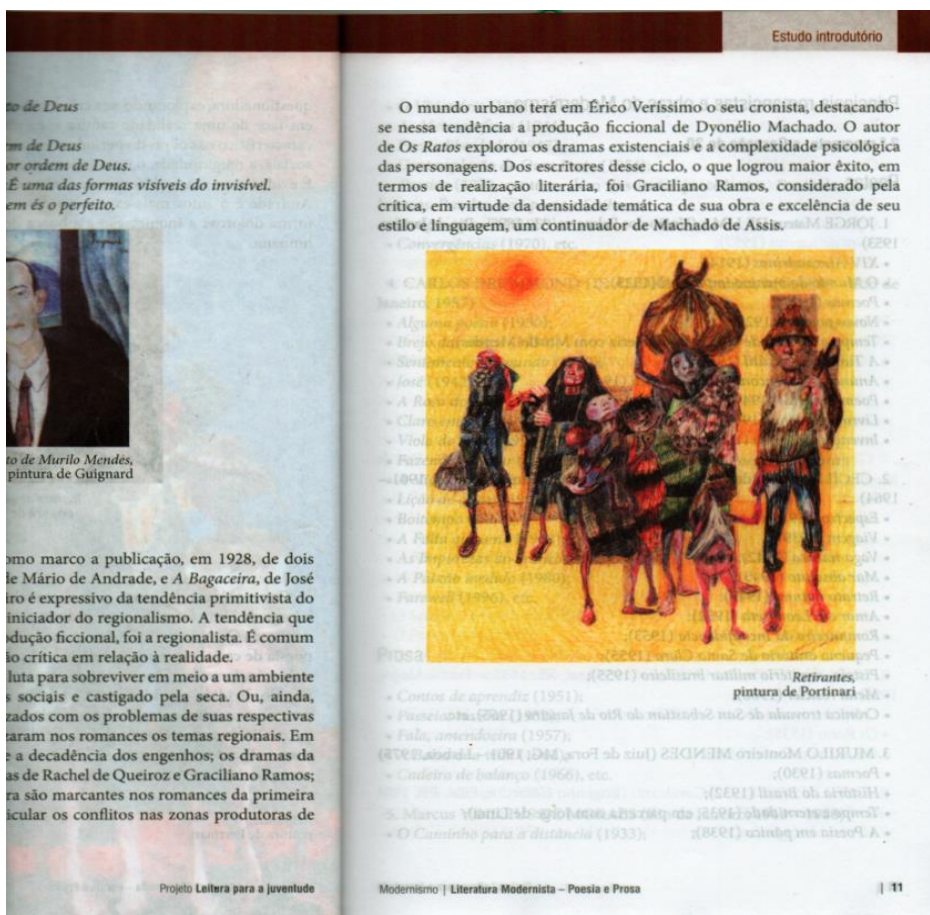 to de Deus
em de Deus
or ordem de Deus.
É uma das formas visíveis do invisível.
em és o perfeito.
to de Murilo Mendes,
pintura de Guignard
omo marco a publicação, em 1928, de dois
de Mário de Andrade, e A Bagaceira, de José
iro é expressivo da tendência primitivista do
iniciador do regionalismo. A tendência que
odução ficcional, foi a regionalista. É comum
ão crítica em relação à realidade.
luta para sobreviver em meio a um ambiente
s sociais e castigado pela seca. Ou, ainda,
zados com os problemas de suas respectivas
zaram nos romances os temas regionais. Em
e a decadência dos engenhos; os dramas da
as de Rachel de Queiroz e Graciliano Ramos;
ra são marcantes nos romances da primeira
icular os conflitos nas zonas produtoras de
Projeto Leitura para a juventude
Estudo introdutório
O mundo urbano terá em Érico Veríssimo o seu cronista, destacando-
se nessa tendência a produção ficcional de Dyonélio Machado. O autor
de Os Ratos explorou os dramas existenciais e a complexidade psicológica
das personagens. Dos escritores desse ciclo, o que logrou maior êxito, em
termos de realização literária, foi Graciliano Ramos, considerado pela
crítica, em virtude da densidade temática de sua obra e excelência de seu
estilo e linguagem, um continuador de Machado de Assis.
Retirantes,
pintura de Portinari
Modernismo | Literatura Modernista – Poesia e Prosa
| 11